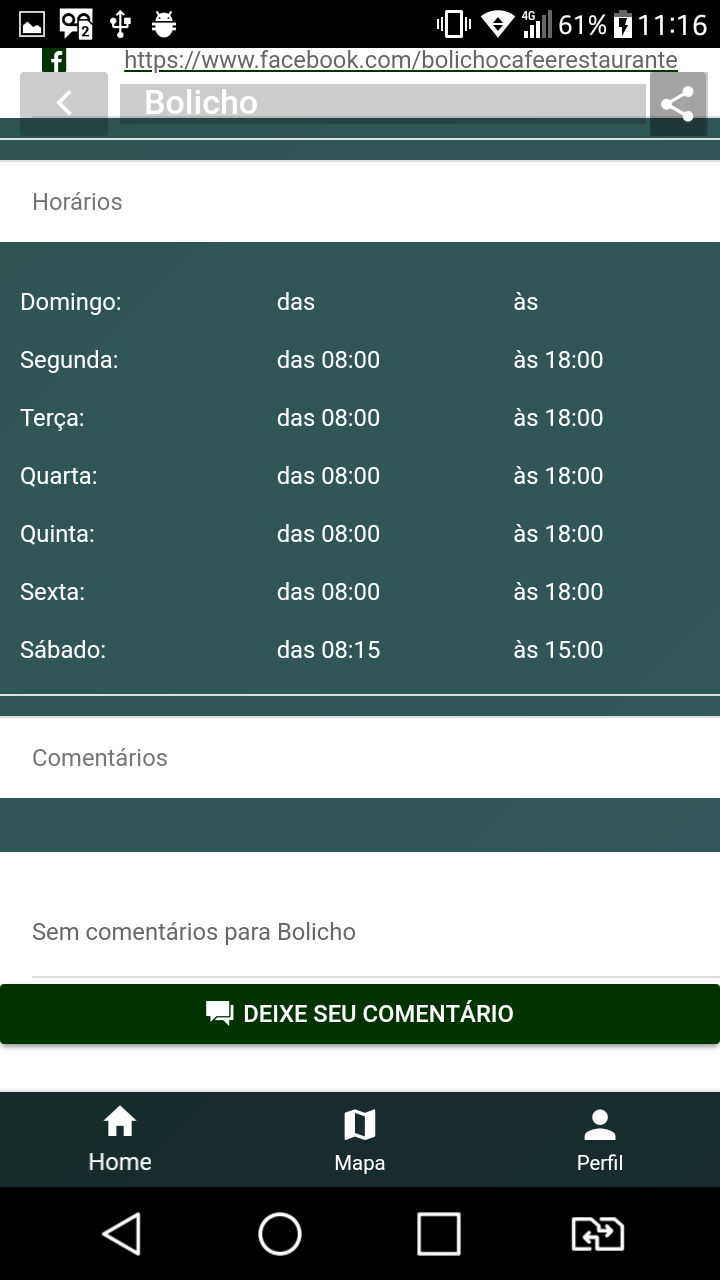 2
4G
61%
11:16
https://www.facebook.com/bolichocafeerestaurante
Bolicho
Horários
Domingo: das às
Segunda: das 08:00 às 18:00
Terça: das 08:00 às 18:00
Quarta: das 08:00 às 18:00
Quinta: das 08:00 às 18:00
Sexta: das 08:00 às 18:00
Sábado: das 08:15 às 15:00
Comentários
Sem comentários para Bolicho
DEIXE SEU COMENTÁRIO
Home Mapa Perfil